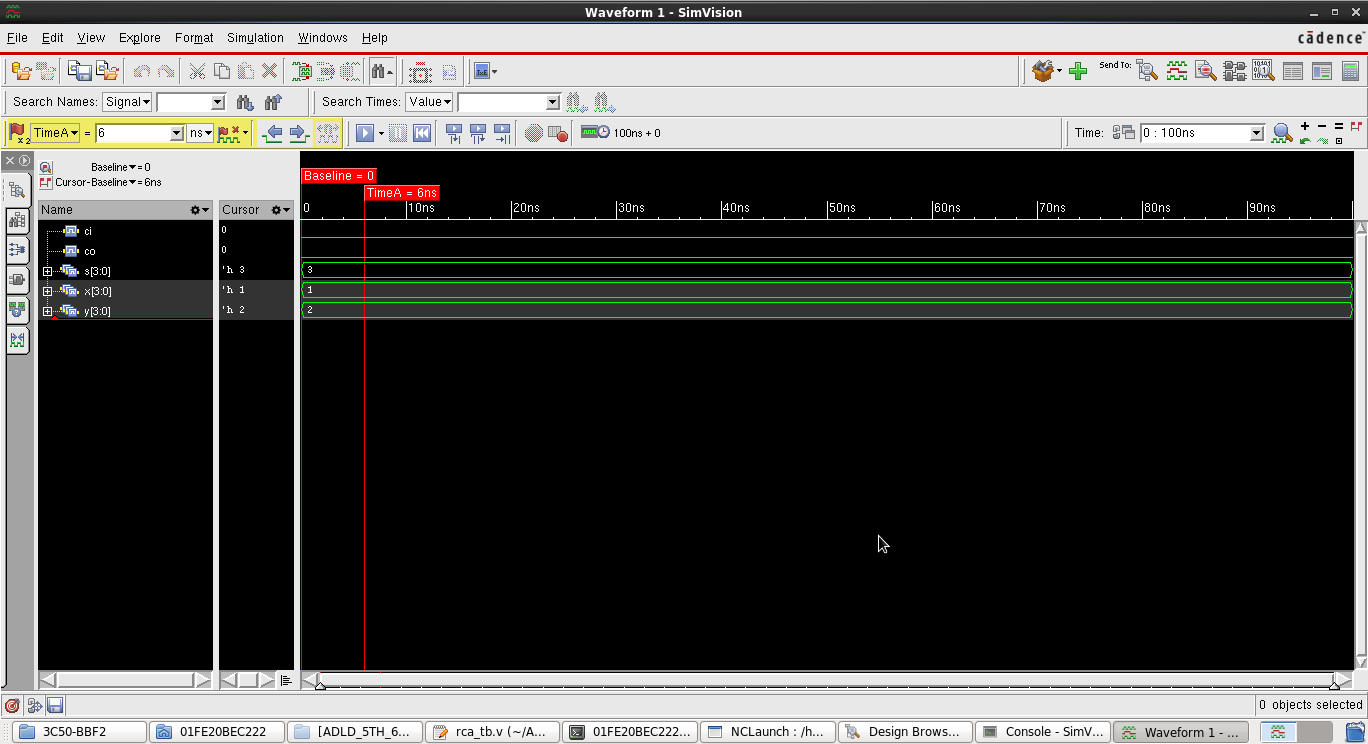 Waveform 1 - SimVision
File Edit View Explore Format Simulation Windows Help
cādence
Send To:
Search Names: Signal Search Times: Value
x2 TimeA = 6 ns 100ns + 0 Time: 0 : 100ns
Baseline = 0
Cursor-Baseline = 6ns
Baseline = 0
TimeA = 6ns
Name Cursor 0 10ns 20ns 30ns 40ns 50ns 60ns 70ns 80ns 90ns
ci 0
co 0
s[3:0] 'h 3 3
x[3:0] 'h 1 1
y[3:0] 'h 2 2
0 objects selected
3C50-BBF2 01FE20BEC222 [ADLD_5TH_6... rca_tb.v (~/A... 01FE20BEC222... NCLaunch : /h... Design Brows... Console - SimV... Waveform 1 - ...